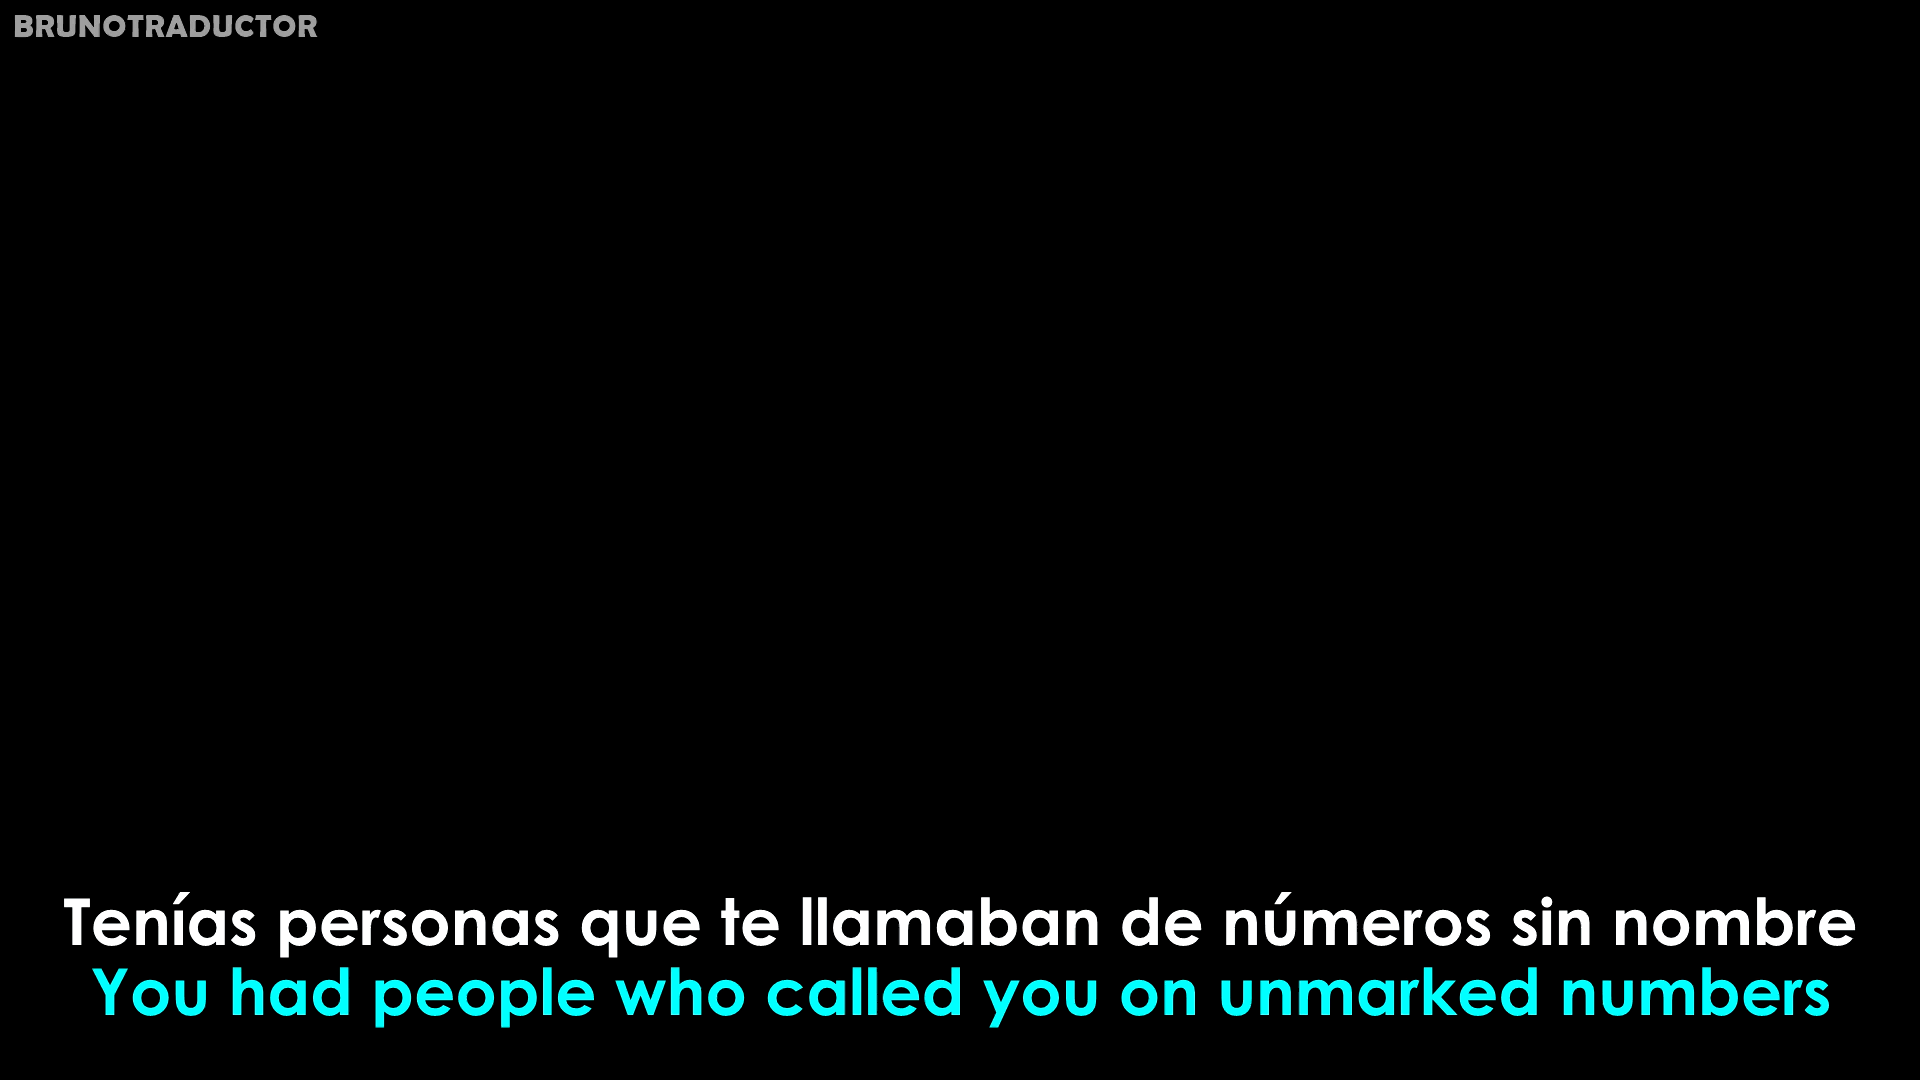 BRUNOTRADUCTOR
Tenías personas que te llamaban de números sin nombre
You had people who called you on unmarked numbers